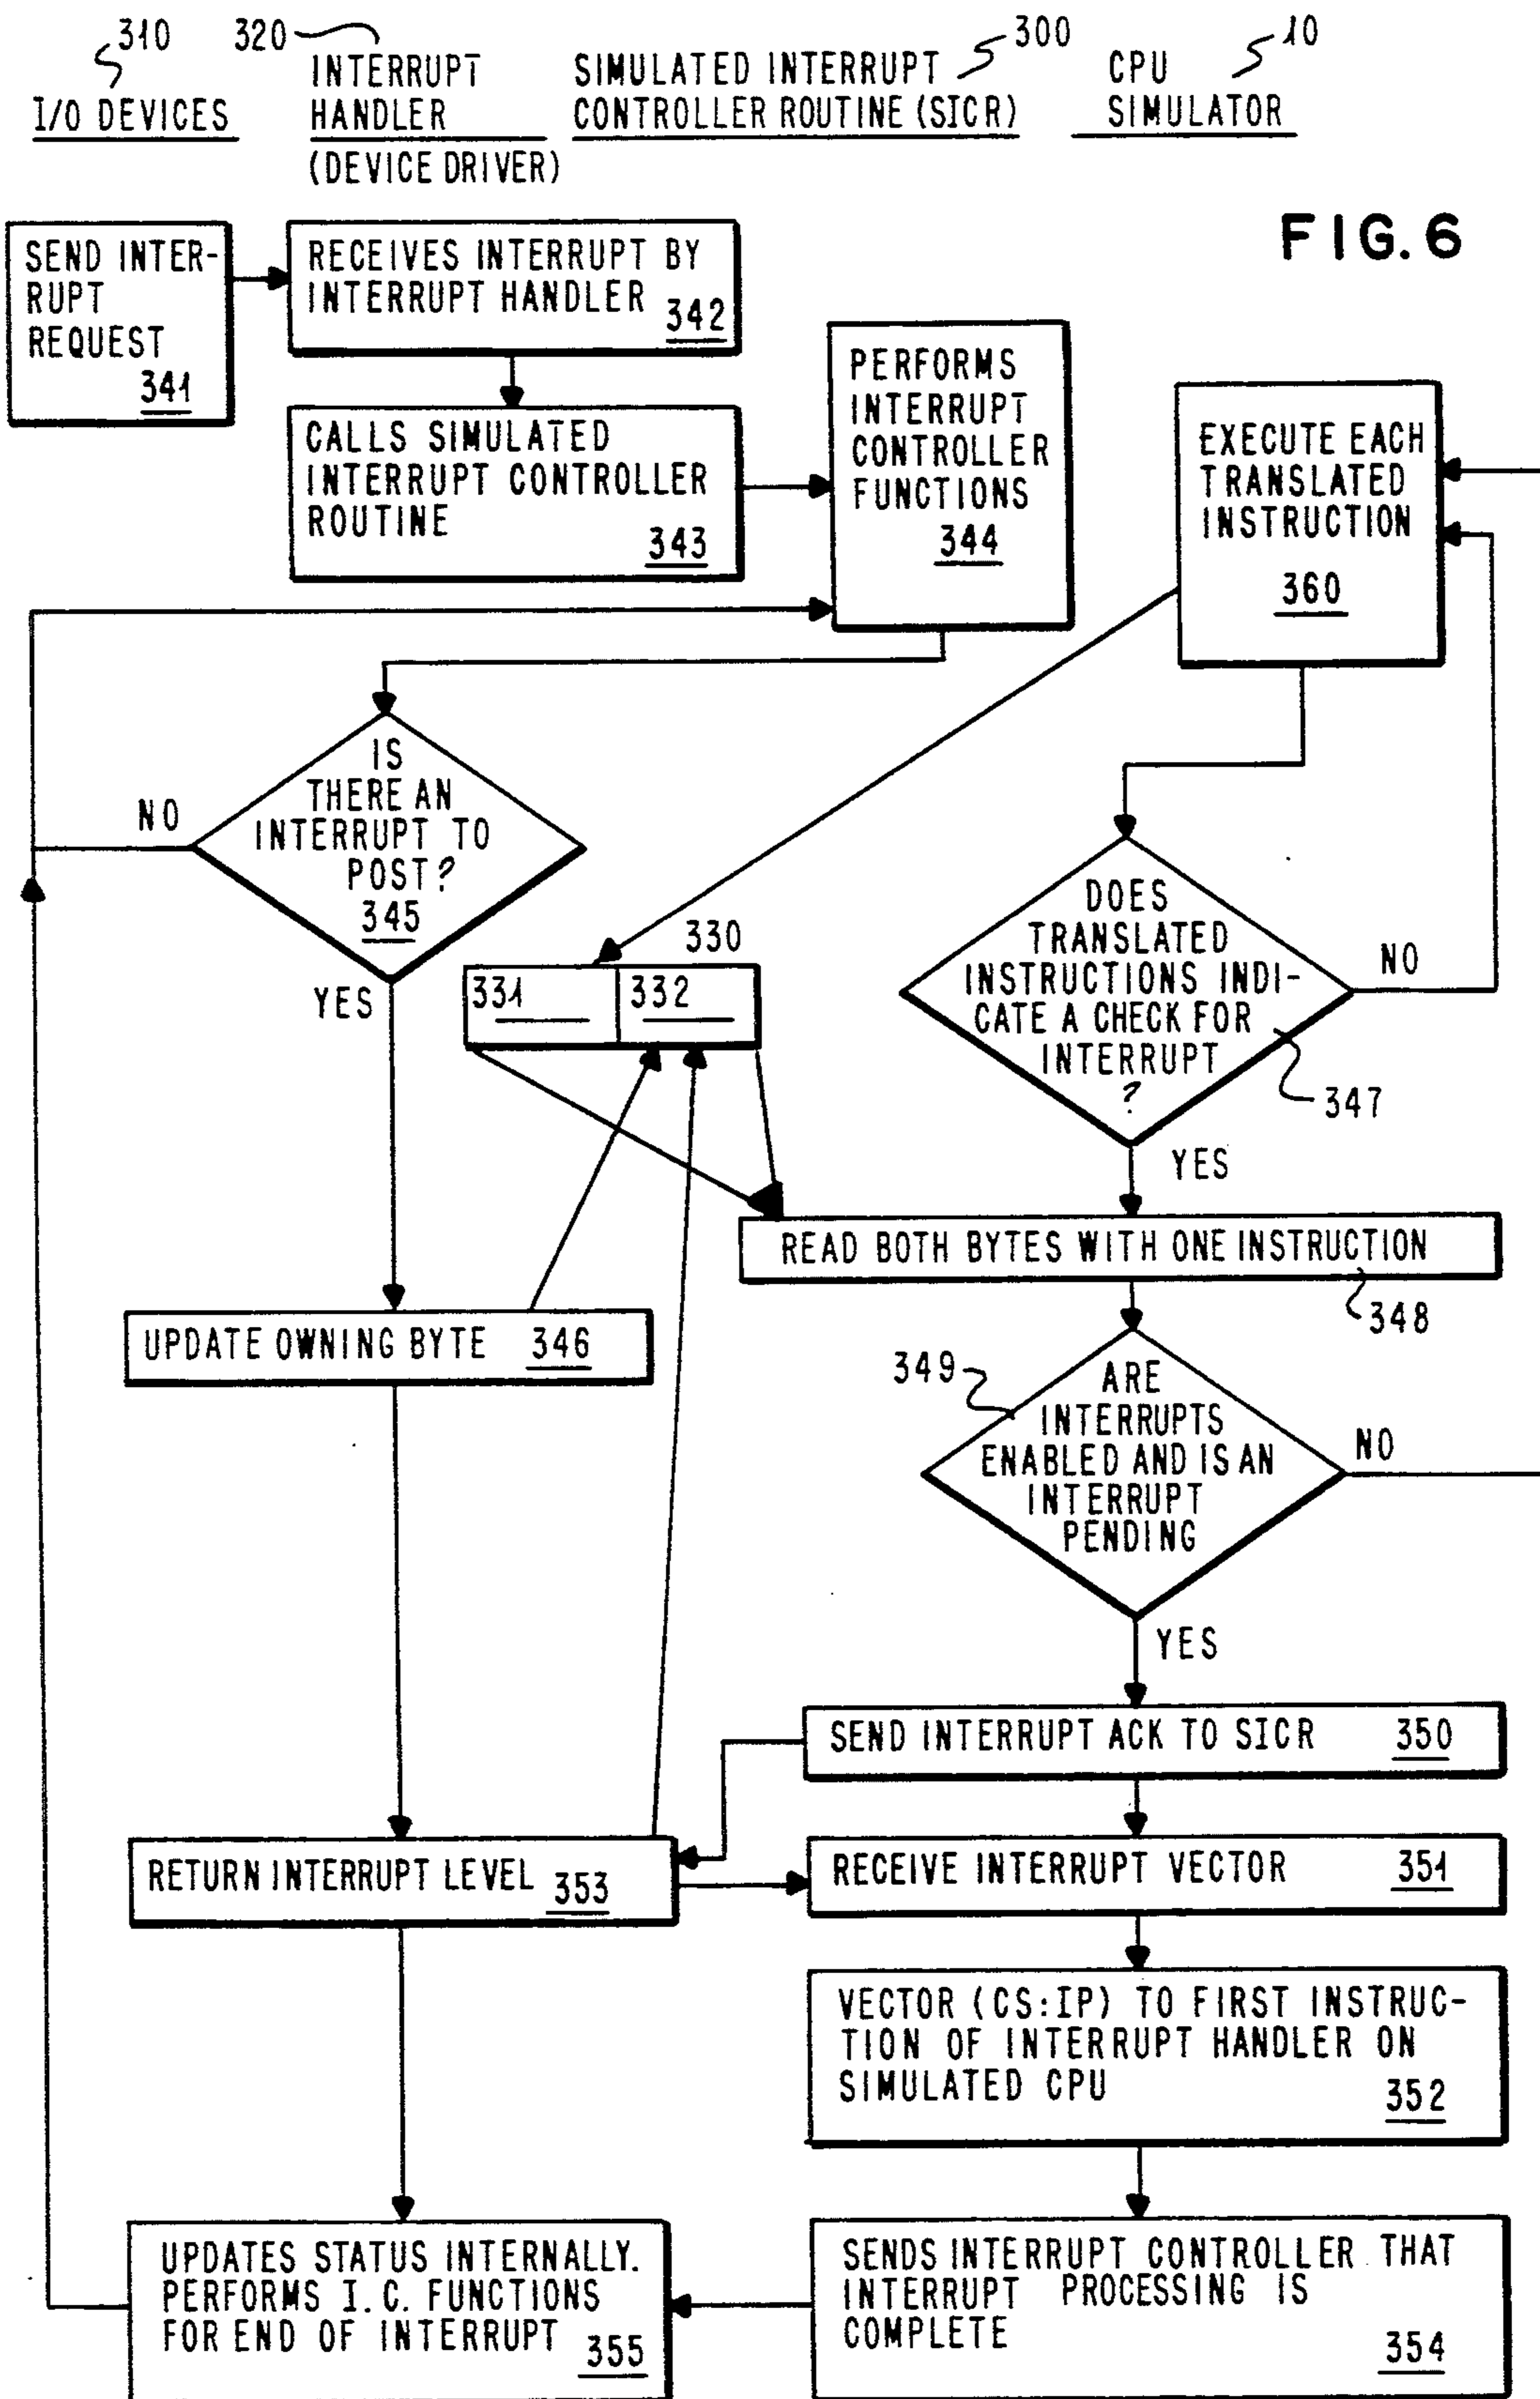 310
I/O DEVICES
320
INTERRUPT
HANDLER
(DEVICE DRIVER)
SIMULATED INTERRUPT
CONTROLLER ROUTINE (SICR)
300
CPU
SIMULATOR
10
FIG. 6
SEND INTER-
RUPT
REQUEST
341
RECEIVES INTERRUPT BY
INTERRUPT HANDLER
342
CALLS SIMULATED
INTERRUPT CONTROLLER
ROUTINE
343
PERFORMS
INTERRUPT
CONTROLLER
FUNCTIONS
344
EXECUTE EACH
TRANSLATED
INSTRUCTION
360
IS
THERE AN
INTERRUPT TO
POST?
345
NO
YES
330
331
332
DOES
TRANSLATED
INSTRUCTIONS INDI-
CATE A CHECK FOR
INTERRUPT
?
347
NO
YES
READ BOTH BYTES WITH ONE INSTRUCTION
348
UPDATE OWNING BYTE 346
349
ARE
INTERRUPTS
ENABLED AND IS AN
INTERRUPT
PENDING
NO
YES
SEND INTERRUPT ACK TO SICR 350
RETURN INTERRUPT LEVEL 353
RECEIVE INTERRUPT VECTOR 351
VECTOR (CS:IP) TO FIRST INSTRUC-
TION OF INTERRUPT HANDLER ON
SIMULATED CPU
352
UPDATES STATUS INTERNALLY.
PERFORMS I.C. FUNCTIONS
FOR END OF INTERRUPT
355
SENDS INTERRUPT CONTROLLER THAT
INTERRUPT PROCESSING IS
COMPLETE
354